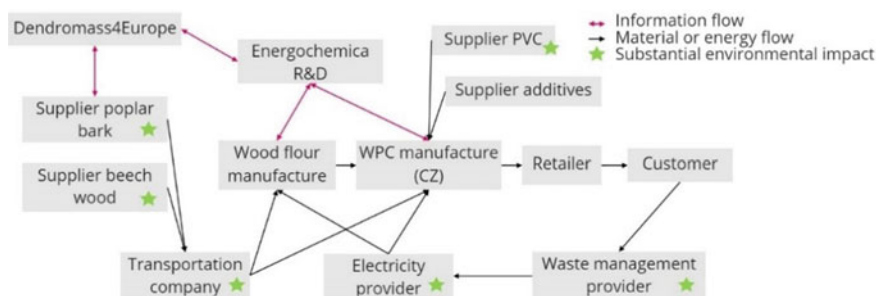 Dendromass4Europe
Energochemica
R&D
Supplier PVC
Information flow
Material or energy flow
Substantial environmental impact
Supplier additives
Supplier poplar
bark
Supplier beech
wood
Wood flour
manufacture
WPC manufacture
(CZ)
Retailer
Customer
Transportation
company
Electricity
provider
Waste management
provider